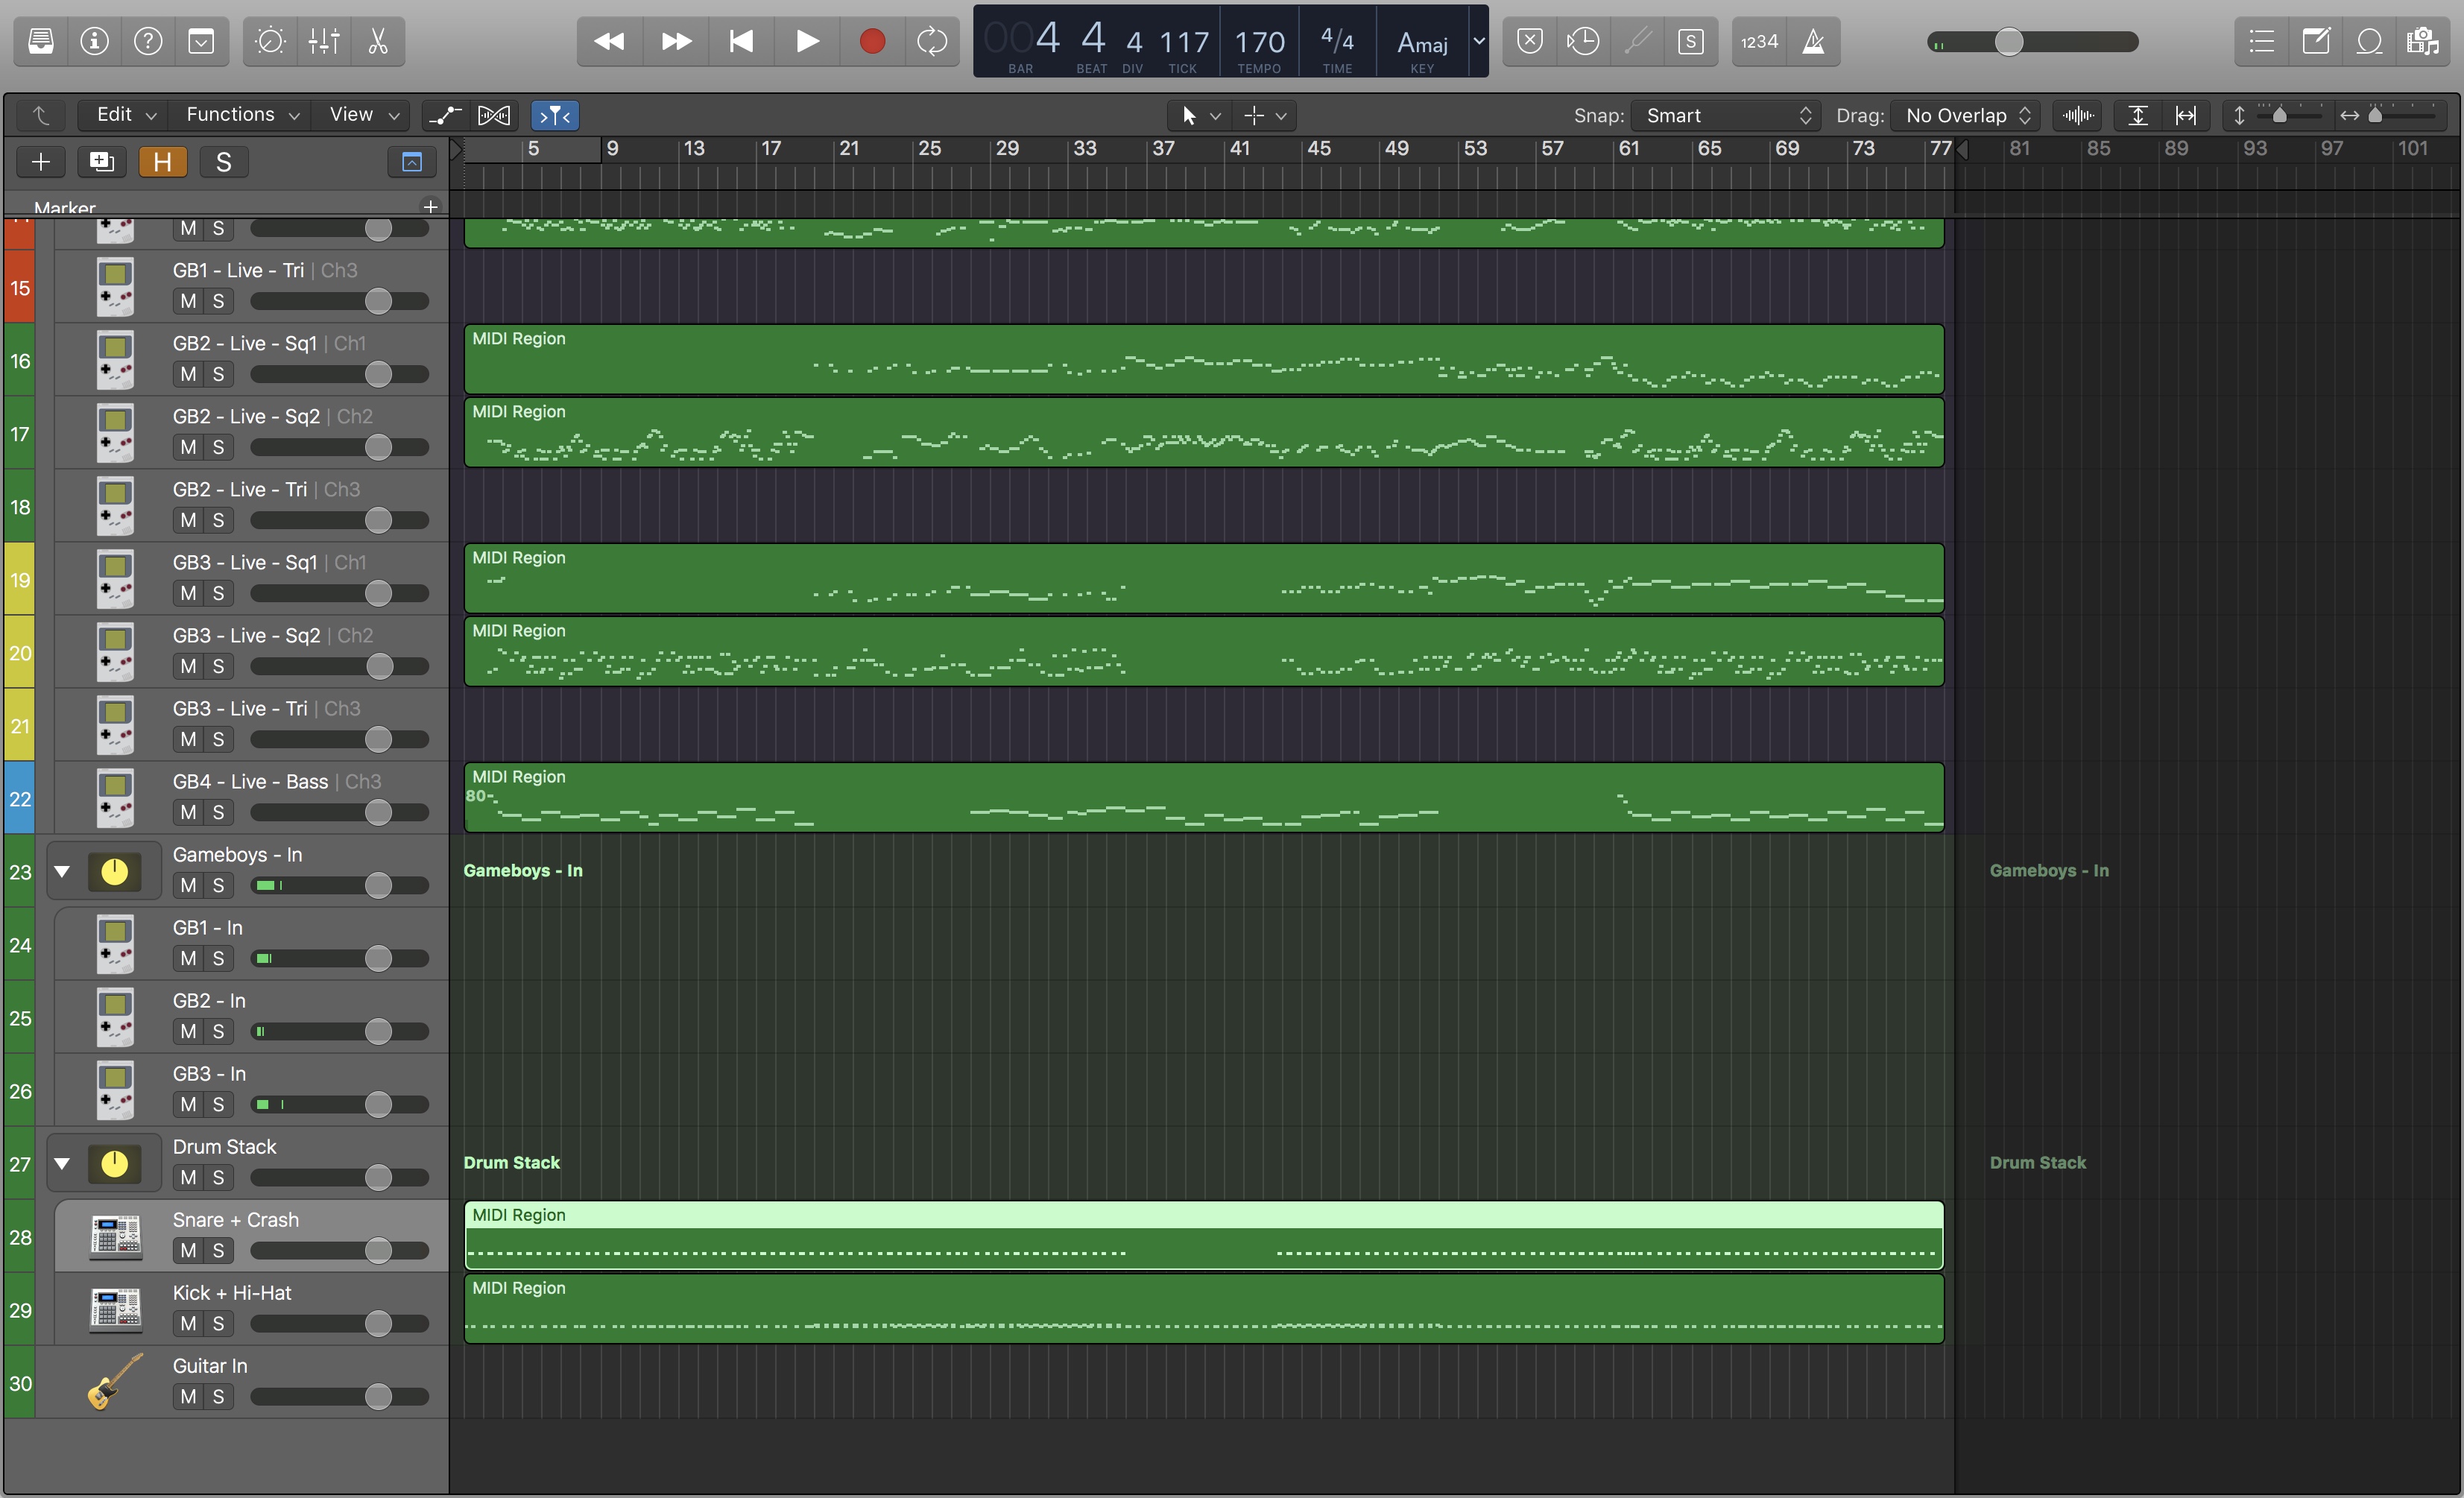 004 4 4 117 170 4/4 Amaj
BAR BEAT DIV TICK TEMPO TIME KEY
S 1234
Edit Functions View Snap: Smart Drag: No Overlap
H S 5 9 13 17 21 25 29 33 37 41 45 49 53 57 61 65 69 73 77 81 85 89 93 97 101
Marker +
M S
15 GB1 - Live - Tri | Ch3
M S
16 GB2 - Live - Sq1 | Ch1 MIDI Region
M S
17 GB2 - Live - Sq2 | Ch2 MIDI Region
M S
18 GB2 - Live - Tri | Ch3
M S
19 GB3 - Live - Sq1 | Ch1 MIDI Region
M S
20 GB3 - Live - Sq2 | Ch2 MIDI Region
M S
21 GB3 - Live - Tri | Ch3
M S
22 GB4 - Live - Bass | Ch3 MIDI Region
M S 80
23 Gameboys - In Gameboys - In Gameboys - In
M S
24 GB1 - In
M S
25 GB2 - In
M S
26 GB3 - In
M S
27 Drum Stack Drum Stack Drum Stack
M S
28 Snare + Crash MIDI Region
M S
29 Kick + Hi-Hat MIDI Region
M S
30 Guitar In
M S